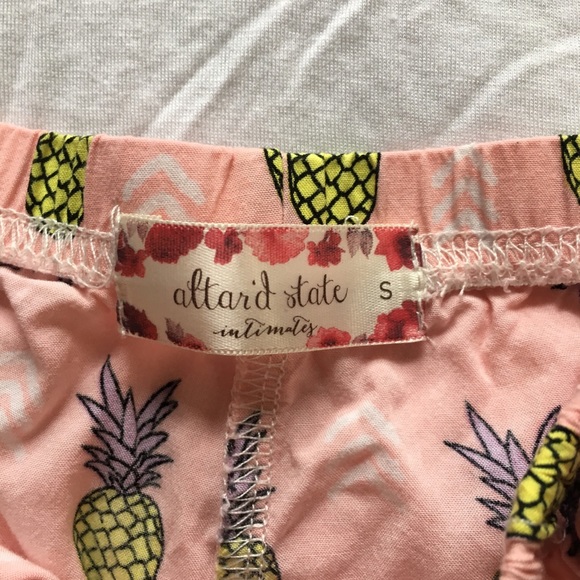 altar'd state S
intimates